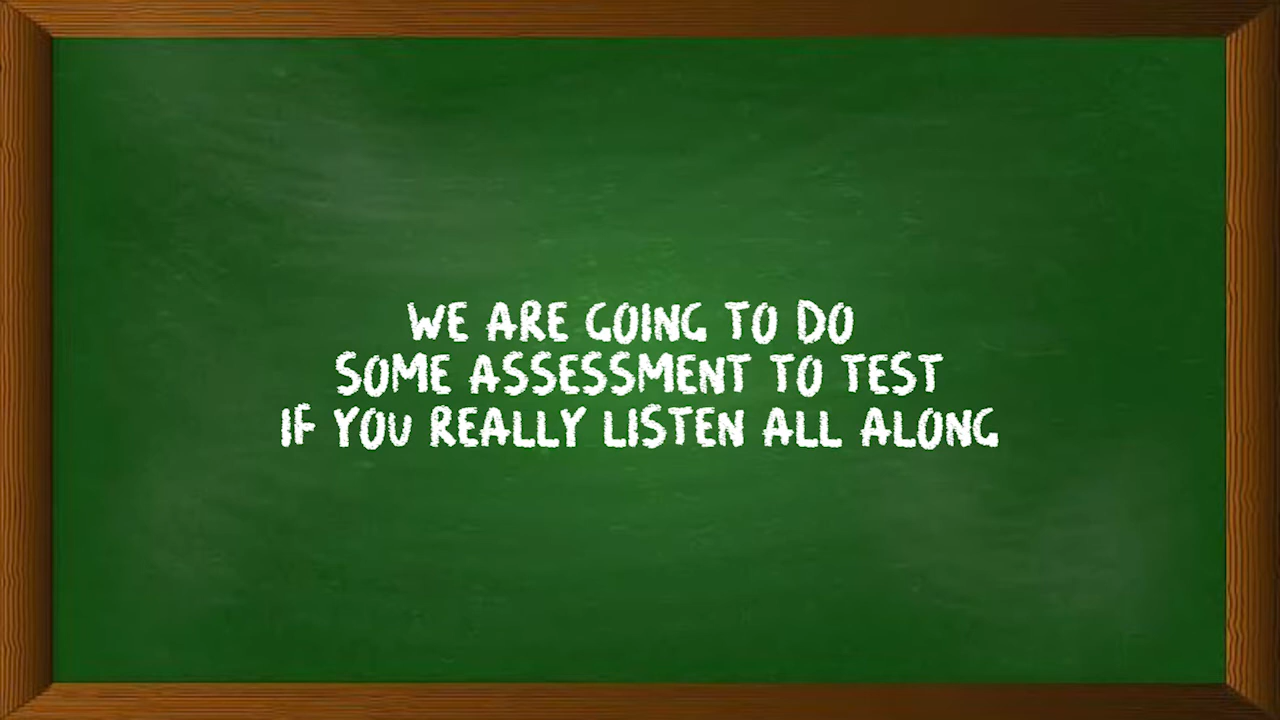 WE ARE GOING TO DO
SOME ASSESSMENT TO TEST
IF YOU REALLY LISTEN ALL ALONG